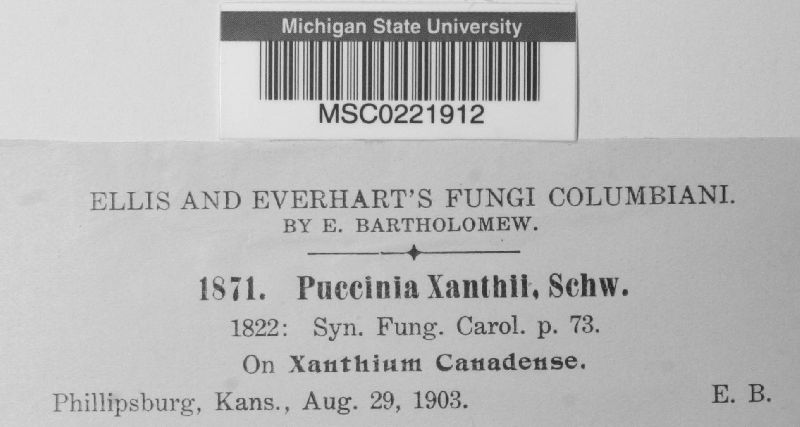 Michigan State University
MSC0221912
ELLIS AND EVERHART'S FUNGI COLUMBIANI.
BY E. BARTHOLOMEW.
1871. Puccinia Xanthii, Schw.
1822: Syn. Fung. Carol. p. 73.
On Xanthium Canadense.
Phillipsburg, Kans., Aug. 29, 1903. E. B.